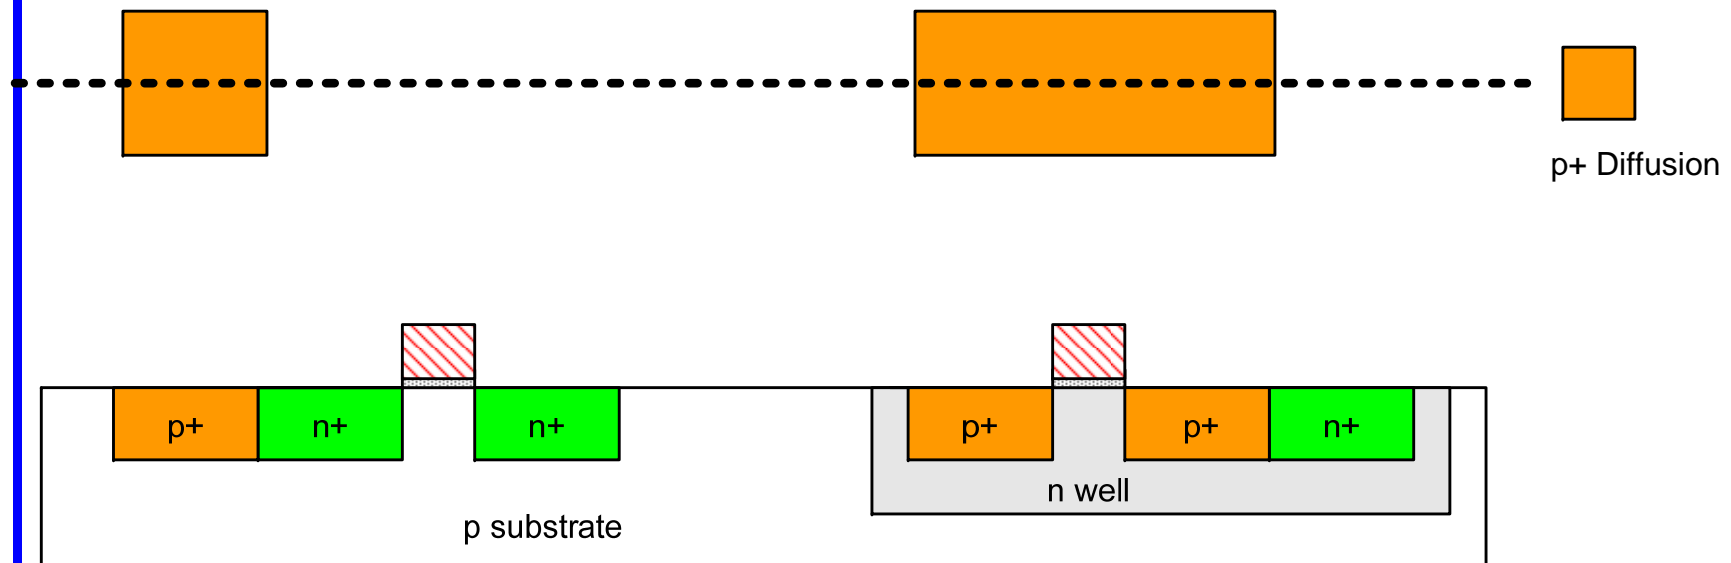 p+ Diffusion
p+ n+ n+ p+ p+ n+
n well
p substrate